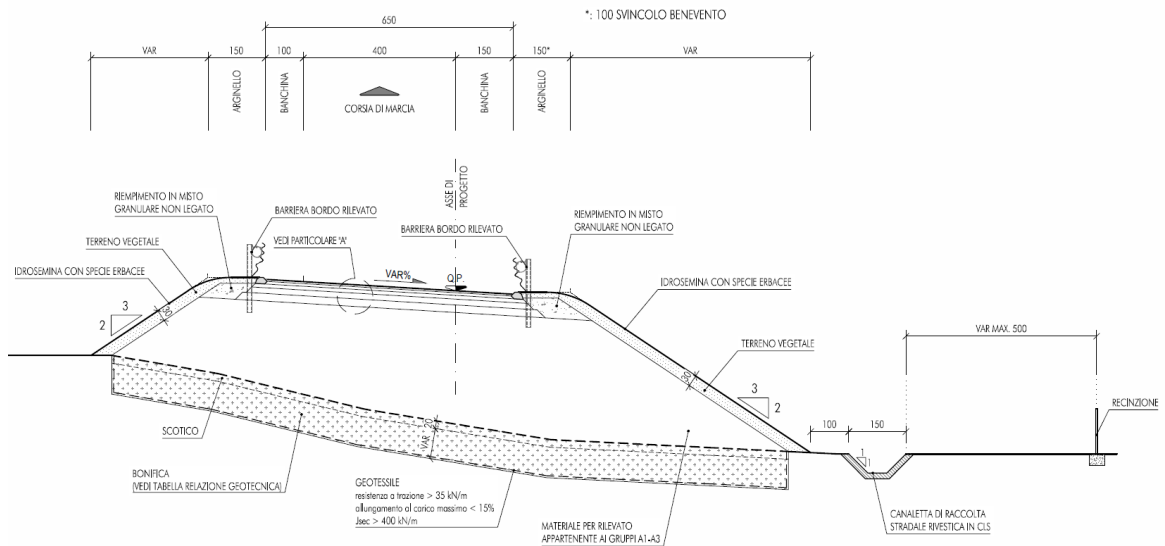 *: 100 SVINCOLO BENEVENTO
650
VAR
150
100
400
150
150*
VAR
ARGINELLO
BANCHINA
CORSIA DI MARCIA
BANCHINA
ARGINELLO
ASSE DI
PROGETTO
RIEMPIMENTO IN MISTO
GRANULARE NON LEGATO
BARRIERA BORDO RILEVATO
VEDI PARTICOLARE "A"
TERRENO VEGETALE
IDROSEMINA CON SPECIE ERBACEE
BARRIERA BORDO RILEVATO
RIEMPIMENTO IN MISTO
GRANULARE NON LEGATO
VAR%
Q.P.
IDROSEMINA CON SPECIE ERBACEE
3
2
30
VAR MAX. 500
TERRENO VEGETALE
30
3
2
RECINZIONE
100
150
1
1
SCOTICO
20
VAR
BONIFICA
(VEDI TABELLA RELAZIONE GEOTECNICA)
GEOTESSILE
resistenza a trazione > 35 kN/m
allungamento al carico massimo < 15%
Jsec > 400 kN/m
MATERIALE PER RILEVATO
APPARTENENTE AI GRUPPI A1-A3
CANALETTA DI RACCOLTA
STRADALE RIVESTICA IN CLS